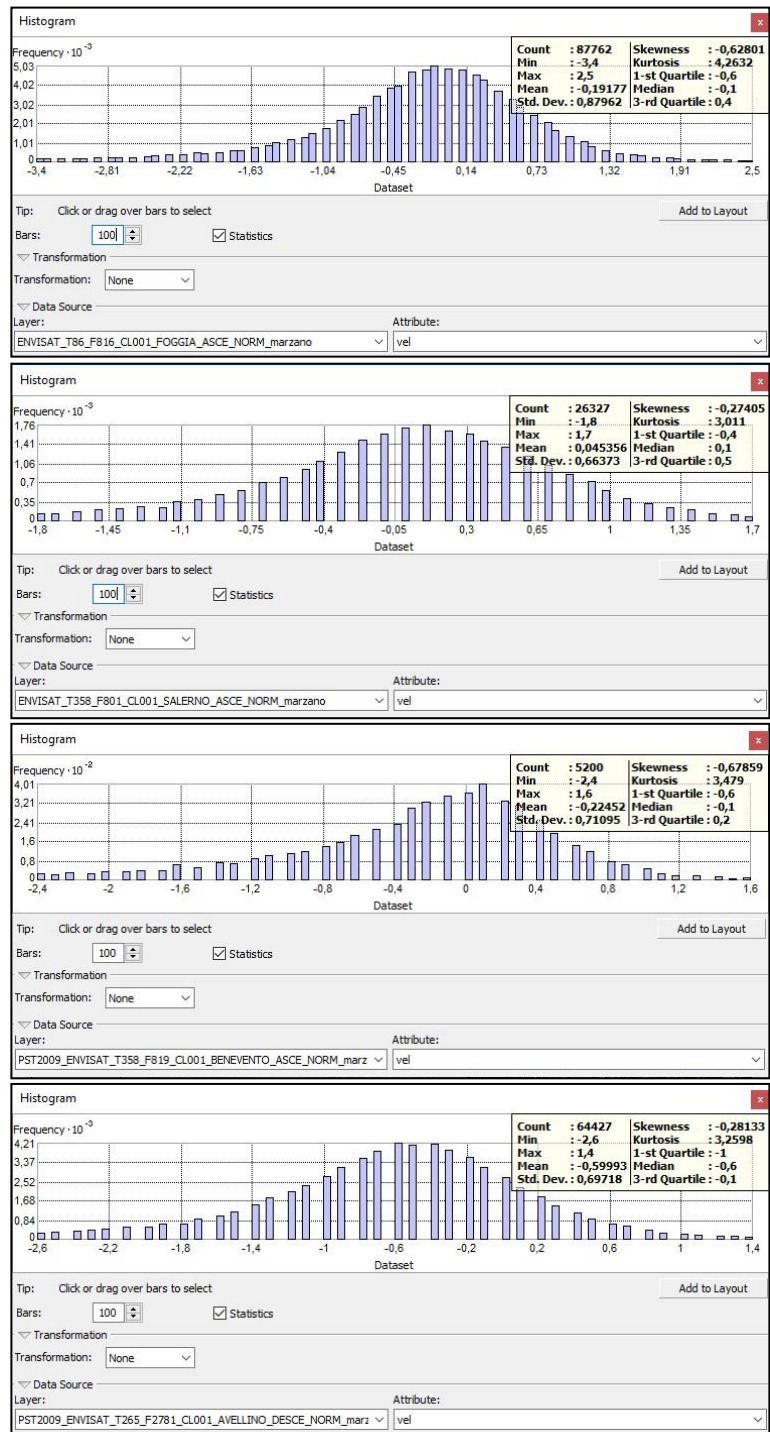 Histogram
x
Frequency · 10 -3
Count : 87762 Skewness : -0,62801
Min : -3,4 Kurtosis : 4,2632
Max : 2,5 1-st Quartile : -0,6
Mean : -0,19177 Median : -0,1
Std. Dev. : 0,87962 3-rd Quartile : 0,4
5,03
4,02
3,02
2,01
1,01
0
-3,4 -2,81 -2,22 -1,63 -1,04 -0,45 0,14 0,73 1,32 1,91 2,5
Dataset
Tip: Click or drag over bars to select Add to Layout
Bars: 100 Statistics
Transformation
Transformation: None
Data Source
Layer: Attribute:
ENVISAT_T86_F816_CL001_FOGGIA_ASCE_NORM_marzano vel
Histogram
x
Frequency · 10 -3
Count : 26327 Skewness : -0,27405
Min : -1,8 Kurtosis : 3,011
Max : 1,7 1-st Quartile : -0,4
Mean : 0,045356 Median : 0,1
Std. Dev. : 0,66373 3-rd Quartile : 0,5
1,76
1,41
1,06
0,7
0,35
0
-1,8 -1,45 -1,1 -0,75 -0,4 -0,05 0,3 0,65 1 1,35 1,7
Dataset
Tip: Click or drag over bars to select Add to Layout
Bars: 100 Statistics
Transformation
Transformation: None
Data Source
Layer: Attribute:
ENVISAT_T358_F801_CL001_SALERNO_ASCE_NORM_marzano vel
Histogram
x
Frequency · 10 -2
Count : 5200 Skewness : -0,67859
Min : -2,4 Kurtosis : 3,479
Max : 1,6 1-st Quartile : -0,6
Mean : -0,22452 Median : -0,1
Std. Dev. : 0,71095 3-rd Quartile : 0,2
4,01
3,21
2,41
1,6
0,8
0
-2,4 -2 -1,6 -1,2 -0,8 -0,4 0 0,4 0,8 1,2 1,6
Dataset
Tip: Click or drag over bars to select Add to Layout
Bars: 100 Statistics
Transformation
Transformation: None
Data Source
Layer: Attribute:
PST2009_ENVISAT_T358_F819_CL001_BENEVENTO_ASCE_NORM_marz vel
Histogram
x
Frequency · 10 -3
Count : 64427 Skewness : -0,28133
Min : -2,6 Kurtosis : 3,2598
Max : 1,4 1-st Quartile : -1
Mean : -0,59993 Median : -0,6
Std. Dev. : 0,69718 3-rd Quartile : -0,1
4,21
3,37
2,52
1,68
0,84
0
-2,6 -2,2 -1,8 -1,4 -1 -0,6 -0,2 0,2 0,6 1 1,4
Dataset
Tip: Click or drag over bars to select Add to Layout
Bars: 100 Statistics
Transformation
Transformation: None
Data Source
Layer: Attribute:
PST2009_ENVISAT_T265_F2781_CL001_AVELLINO_DESCE_NORM_marz vel